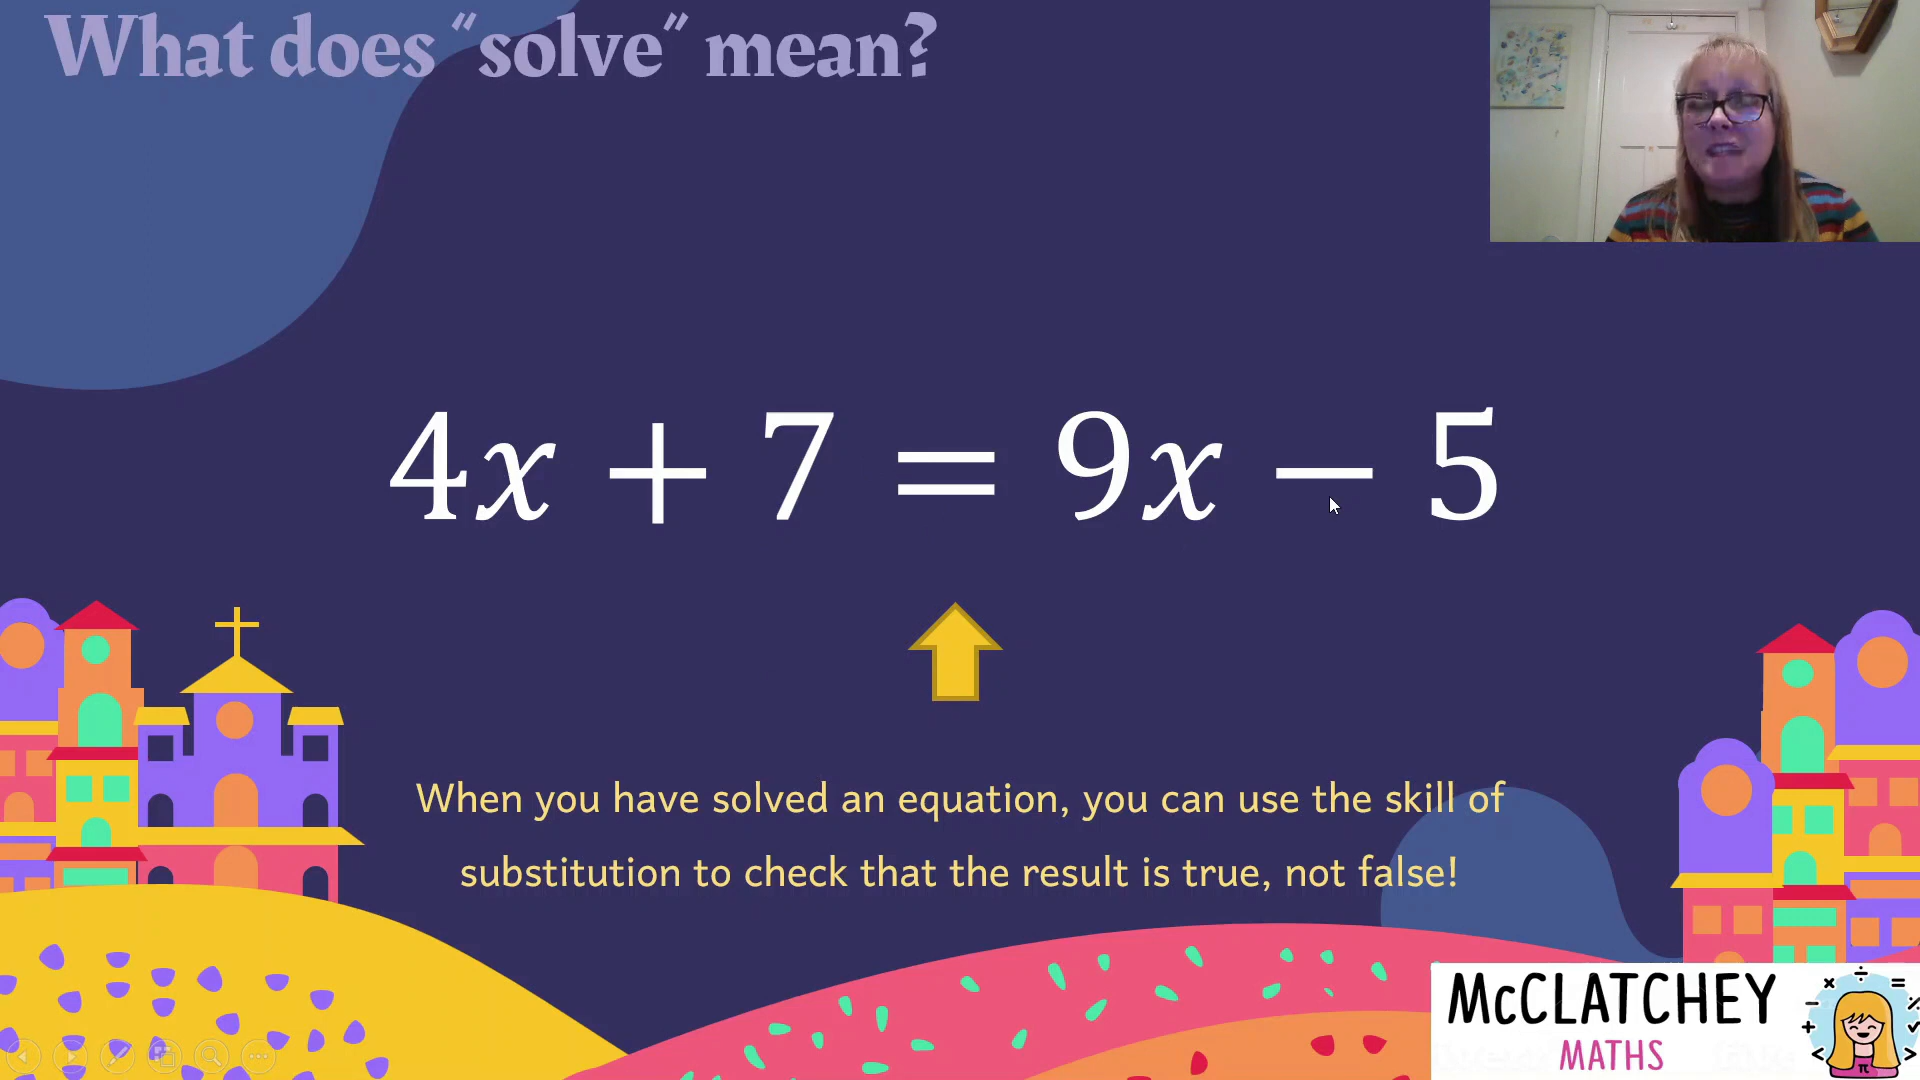 What does "solve" mean?
4x + 7 = 9x − 5
When you have solved an equation, you can use the skill of
substitution to check that the result is true, not false!
McCLATCHEY
MATHS